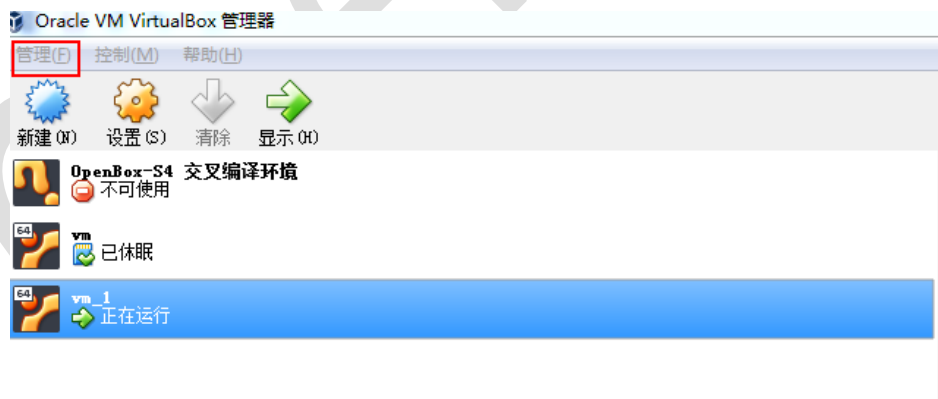 Oracle VM VirtualBox 管理器
管理(F) 控制(M) 帮助(H)
新建(N) 设置(S) 清除 显示(H)
OpenBox-S4 交叉编译环境
不可使用
64
vm
已休眠
64
vm_1
正在运行